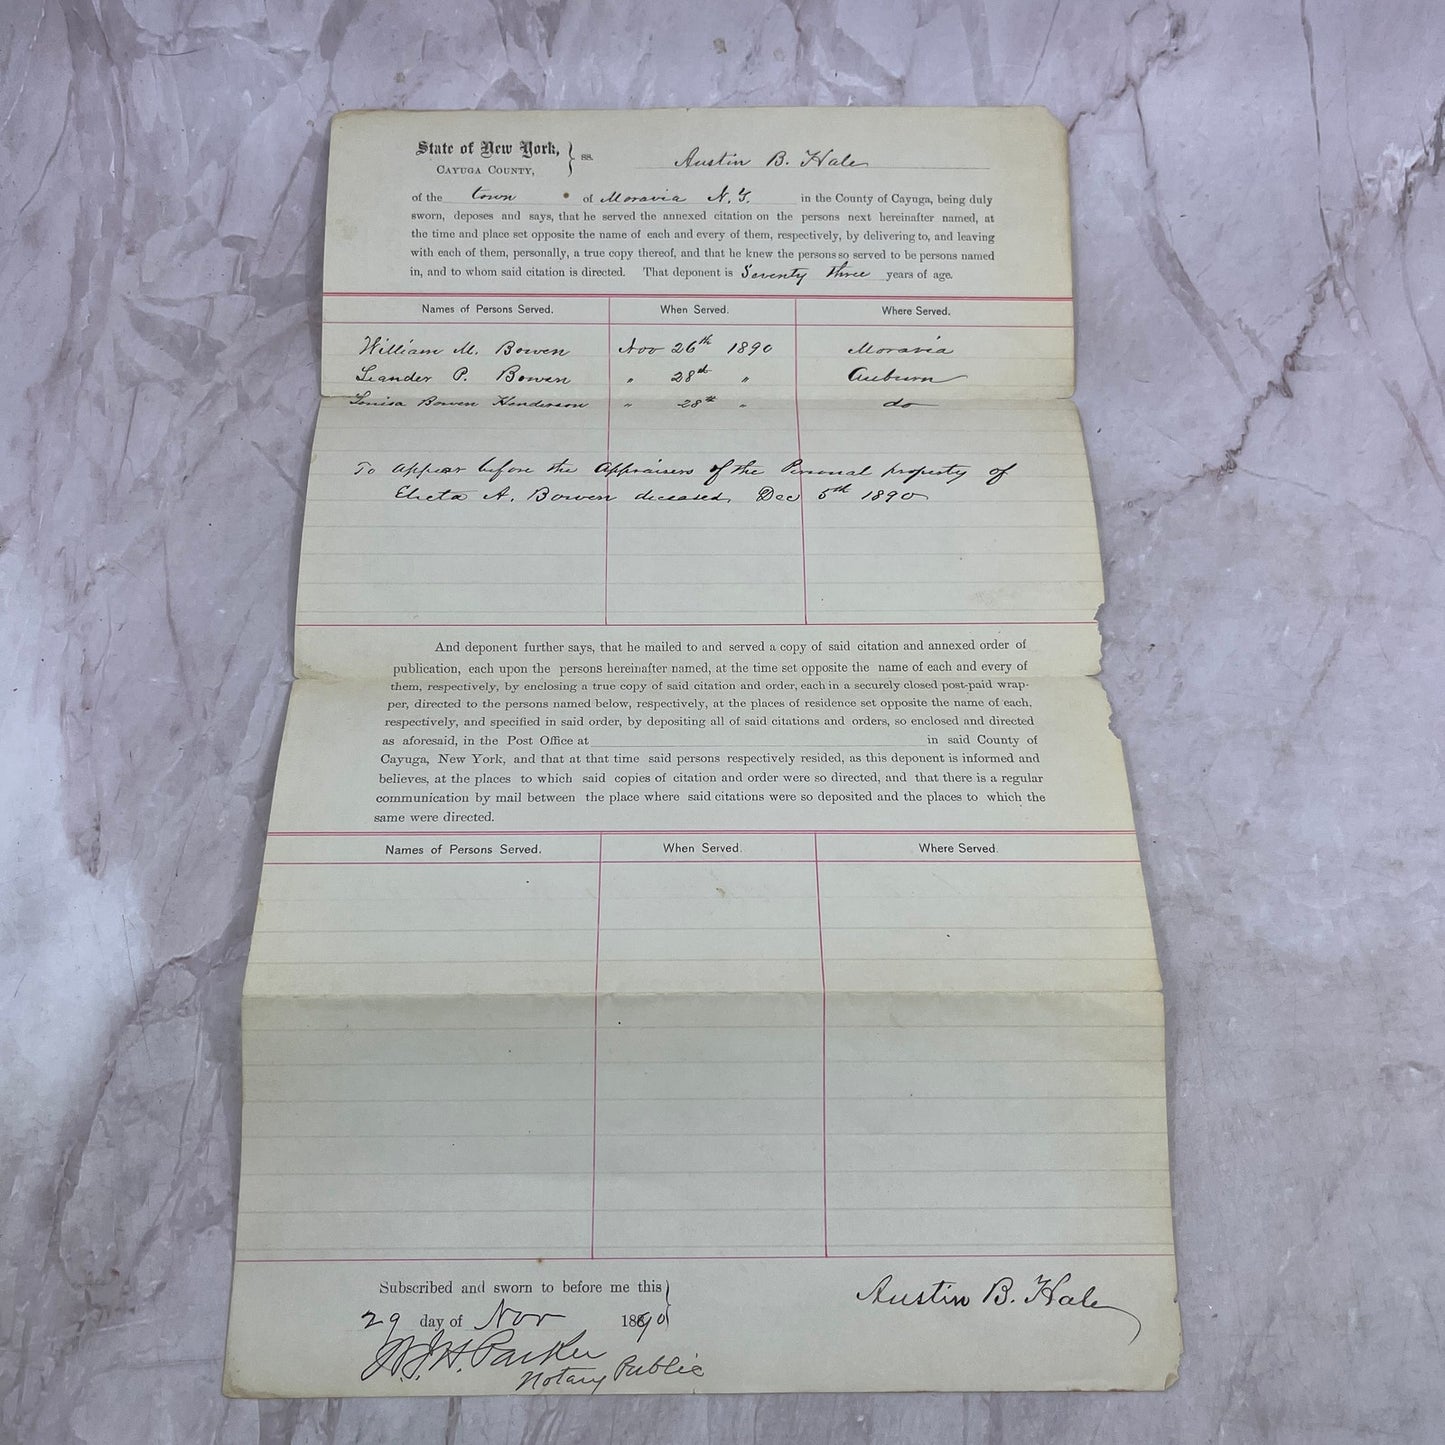 State of New York, } ss. Austin B. Hale
CAYUGA COUNTY,
of the town of Moravia N.Y. in the County of Cayuga, being duly
sworn, deposes and says, that he served the annexed citation on the persons next hereinafter named, at
the time and place set opposite the name of each and every of them, respectively, by delivering to, and leaving
with each of them, personally, a true copy thereof, and that he knew the persons so served to be persons named
in, and to whom said citation is directed. That deponent is Seventy three years of age.
Names of Persons Served. When Served. Where Served.
William M. Bowen Nov 26th 1890 Moravia
Leander P. Bowen " 28th " Auburn
Louisa Bowen Henderson " 28th " do
To appear before the Appraisers of the Personal property of
Electa A. Bowen deceased, Dec 5th 1890
And deponent further says, that he mailed to and served a copy of said citation and annexed order of
publication, each upon the persons hereinafter named, at the time set opposite the name of each and every of
them, respectively, by enclosing a true copy of said citation and order, each in a securely closed post-paid wrap-
per, directed to the persons named below, respectively, at the places of residence set opposite the name of each,
respectively, and specified in said order, by depositing all of said citations and orders, so enclosed and directed
as aforesaid, in the Post Office at in said County of
Cayuga, New York, and that at that time said persons respectively resided, as this deponent is informed and
believes, at the places to which said copies of citation and order were so directed, and that there is a regular
communication by mail between the place where said citations were so deposited and the places to which the
same were directed.
Names of Persons Served. When Served. Where Served.
Subscribed and sworn to before me this } Austin B. Hale
29 day of Nov 1890
Parker
Notary Public